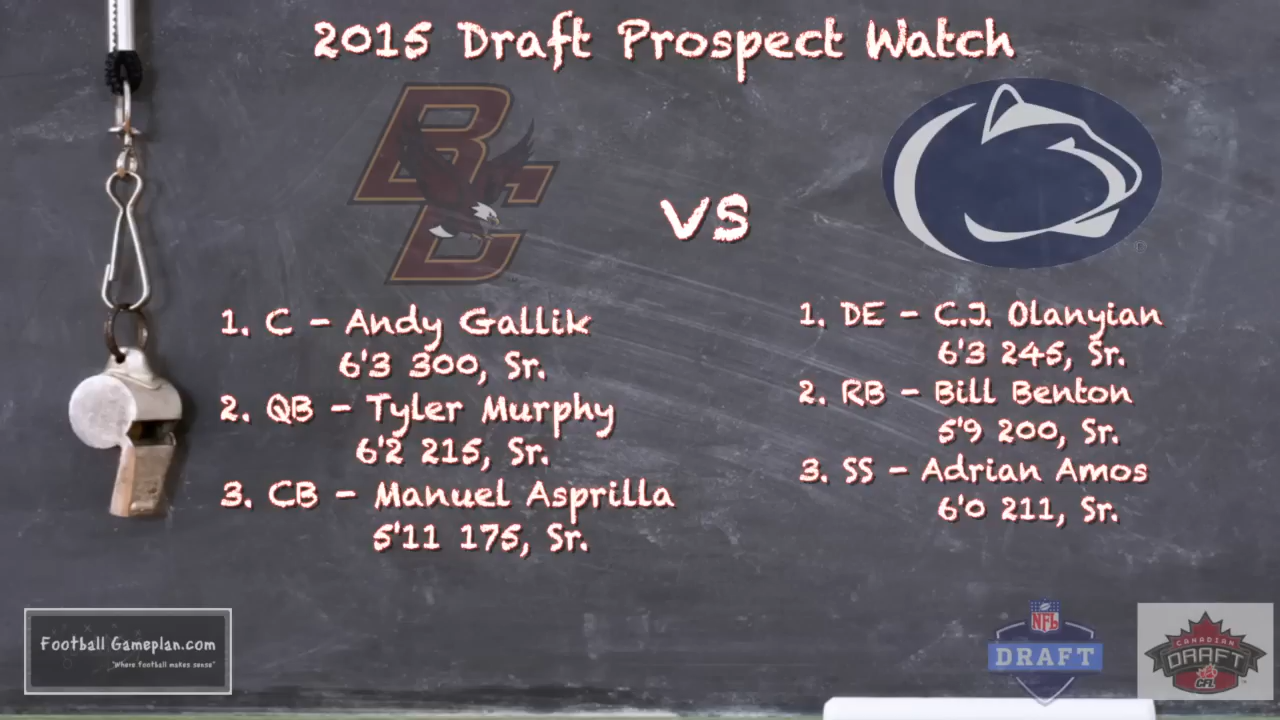 2015 Draft Prospect Watch
BC
VS
®
1. C - Andy Gallik
6'3 300, Sr.
2. QB - Tyler Murphy
6'2 215, Sr.
3. CB - Manuel Asprilla
5'11 175, Sr.
1. DE - C.J. Olanyian
6'3 245, Sr.
2. RB - Bill Benton
5'9 200, Sr.
3. SS - Adrian Amos
6'0 211, Sr.
Football Gameplan.com
"Where football makes sense"
NFL
DRAFT
CANADIAN
DRAFT
CFL